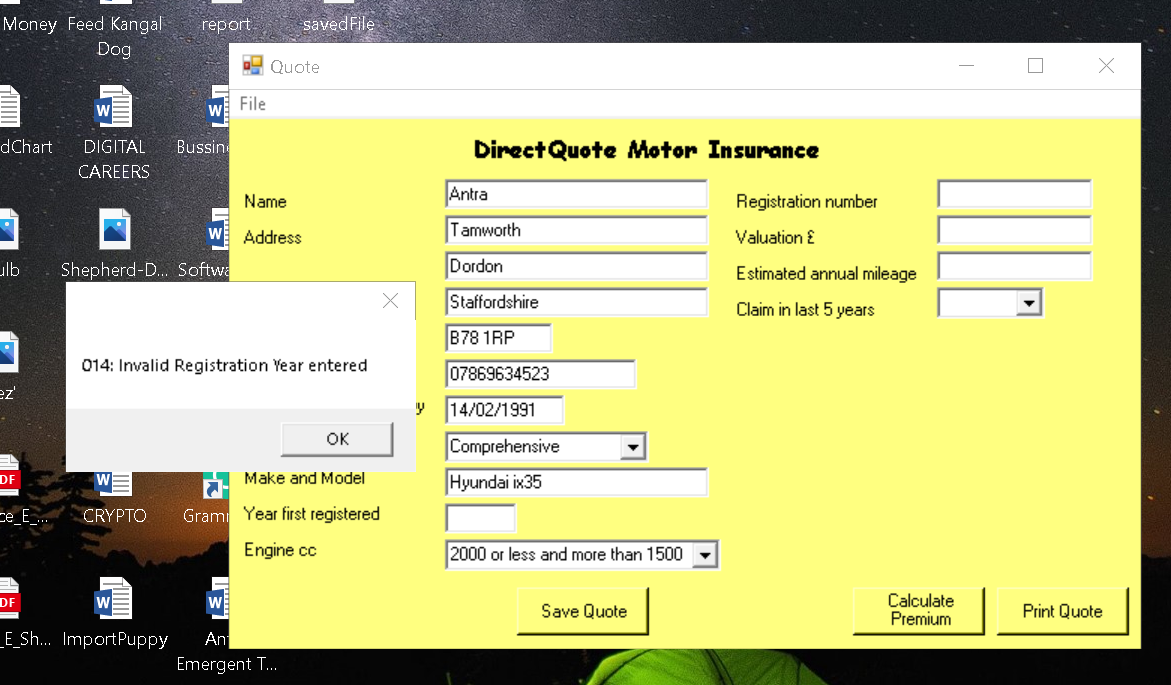 Money Feed Kangal report savedFile
Dog
Quote
File
DirectQuote Motor Insurance
Name Antra Registration number
Address Tamworth Valuation £
Dordon Estimated annual mileage
Staffordshire Claim in last 5 years
B78 1RP
07869634523
14/02/1991
Comprehensive
Make and Model Hyundai ix35
Year first registered
Engine cc 2000 or less and more than 1500
Save Quote Calculate Premium Print Quote
014: Invalid Registration Year entered
OK
dChart DIGITAL Bussine
CAREERS
ulb Shepherd-D... Softwa
ez'
ce_E_... CRYPTO Gramm
_E_Sh... ImportPuppy An
Emergent T...